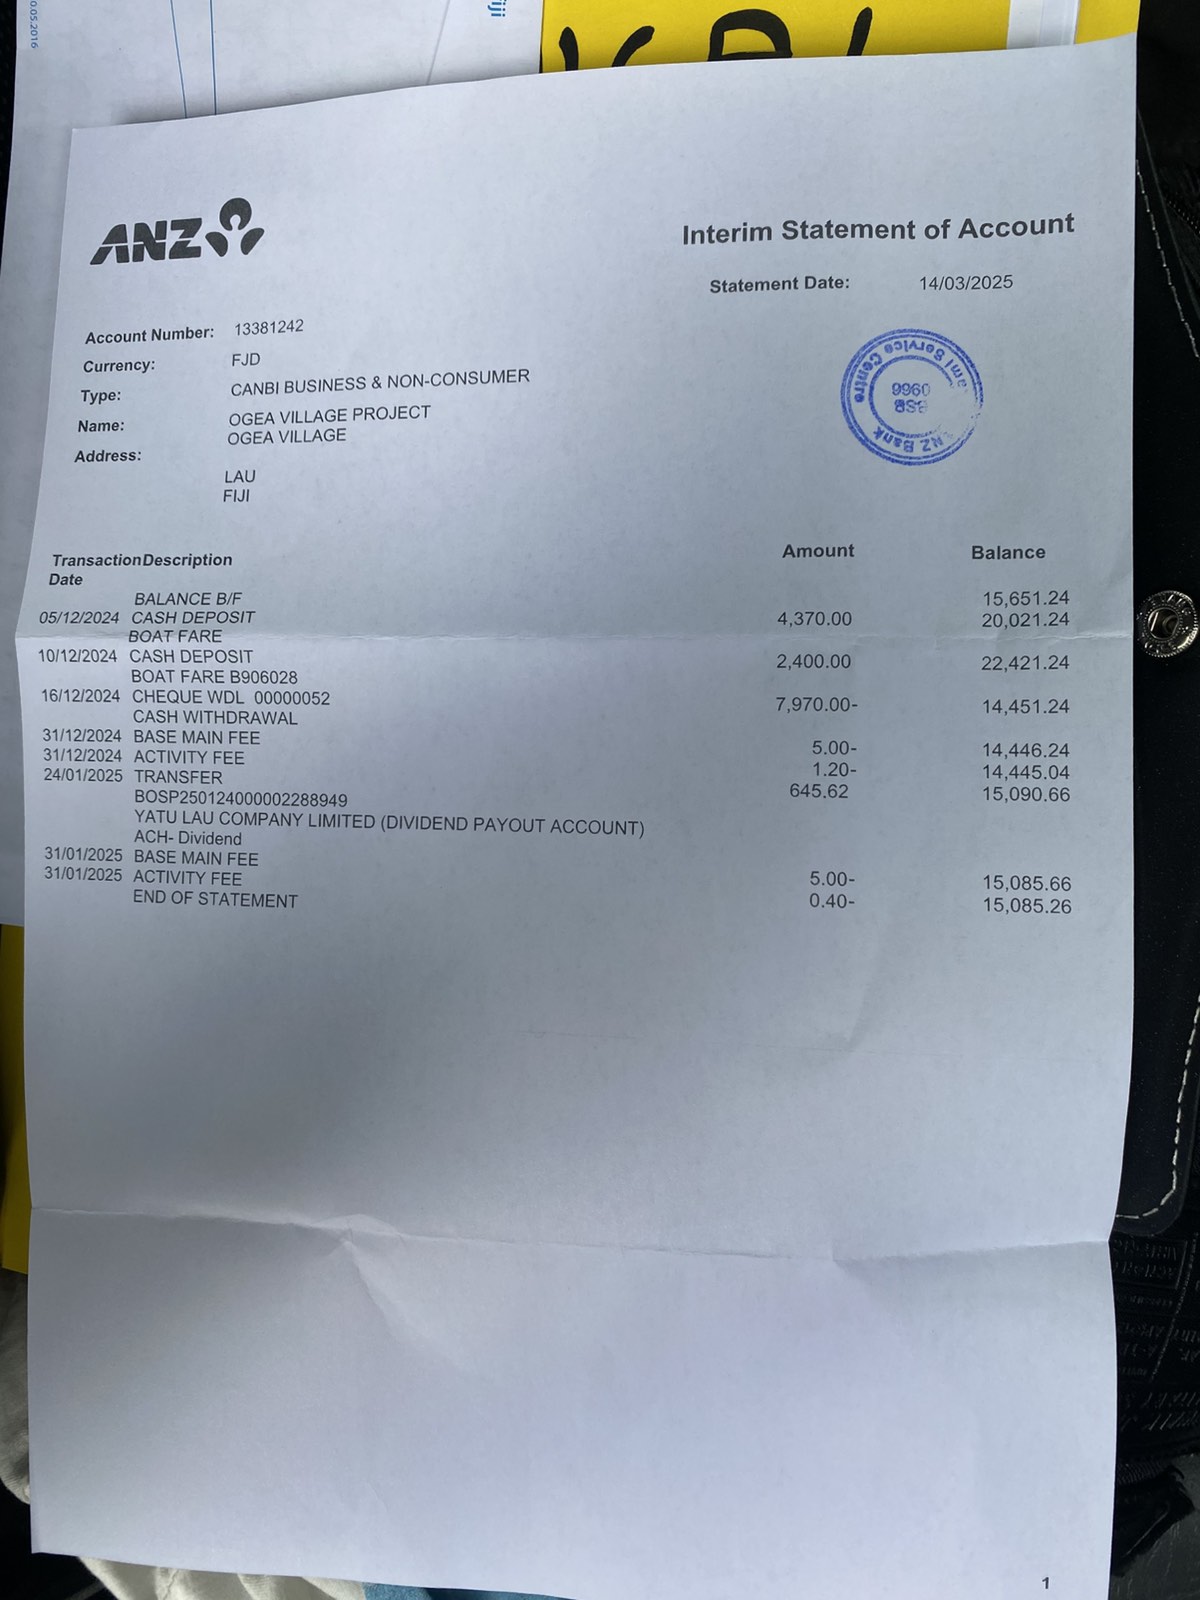 0.05.2016
iji
ANZ
Interim Statement of Account
Statement Date: 14/03/2025
Account Number: 13381242
Currency: FJD
Type: CANBI BUSINESS & NON-CONSUMER
Name: OGEA VILLAGE PROJECT
OGEA VILLAGE
Address:
LAU
FIJI
ANZ Bank
ami Service Centre
BSB
9960
Transaction Date Description Amount Balance
BALANCE B/F 15,651.24
05/12/2024 CASH DEPOSIT 4,370.00 20,021.24
BOAT FARE
10/12/2024 CASH DEPOSIT 2,400.00 22,421.24
BOAT FARE B906028
16/12/2024 CHEQUE WDL 00000052 7,970.00- 14,451.24
CASH WITHDRAWAL
31/12/2024 BASE MAIN FEE 5.00- 14,446.24
31/12/2024 ACTIVITY FEE 1.20- 14,445.04
24/01/2025 TRANSFER 645.62 15,090.66
BOSP250124000002288949
YATU LAU COMPANY LIMITED (DIVIDEND PAYOUT ACCOUNT)
ACH- Dividend
31/01/2025 BASE MAIN FEE 5.00- 15,085.66
31/01/2025 ACTIVITY FEE 0.40- 15,085.26
END OF STATEMENT
1